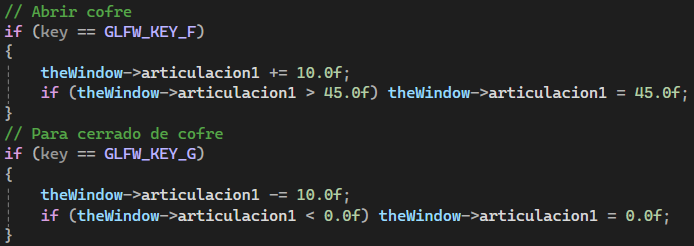 // Abrir cofre
if (key == GLFW_KEY_F)
{
    theWindow->articulacion1 += 10.0f;
    if (theWindow->articulacion1 > 45.0f) theWindow->articulacion1 = 45.0f;
}
// Para cerrado de cofre
if (key == GLFW_KEY_G)
{
    theWindow->articulacion1 -= 10.0f;
    if (theWindow->articulacion1 < 0.0f) theWindow->articulacion1 = 0.0f;
}